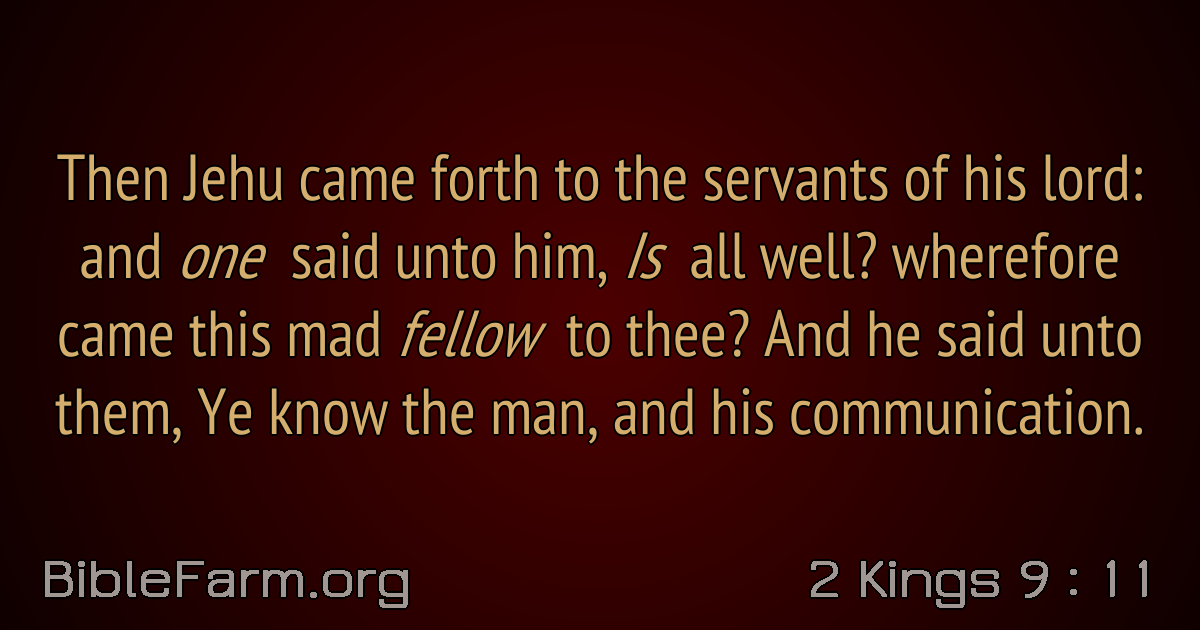 Then Jehu came forth to the servants of his lord:
and one said unto him, Is all well? wherefore
came this mad fellow to thee? And he said unto
them, Ye know the man, and his communication.
BibleFarm.org
2 Kings 9 : 11